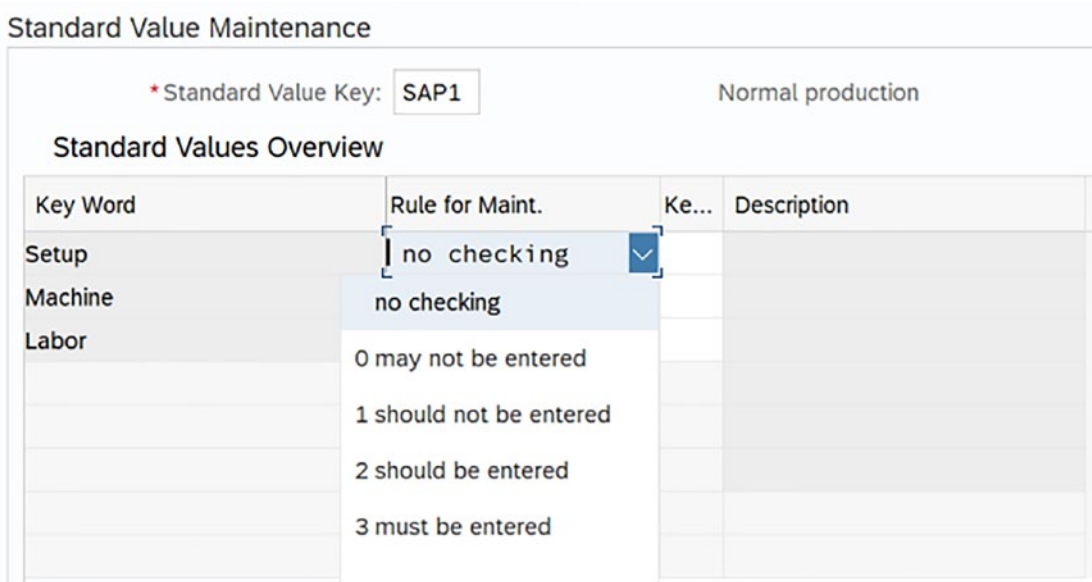 Standard Value Maintenance
*Standard Value Key: SAP1 Normal production
Standard Values Overview
Key Word Rule for Maint. Ke... Description
Setup no checking
Machine no checking
Labor
0 may not be entered
1 should not be entered
2 should be entered
3 must be entered